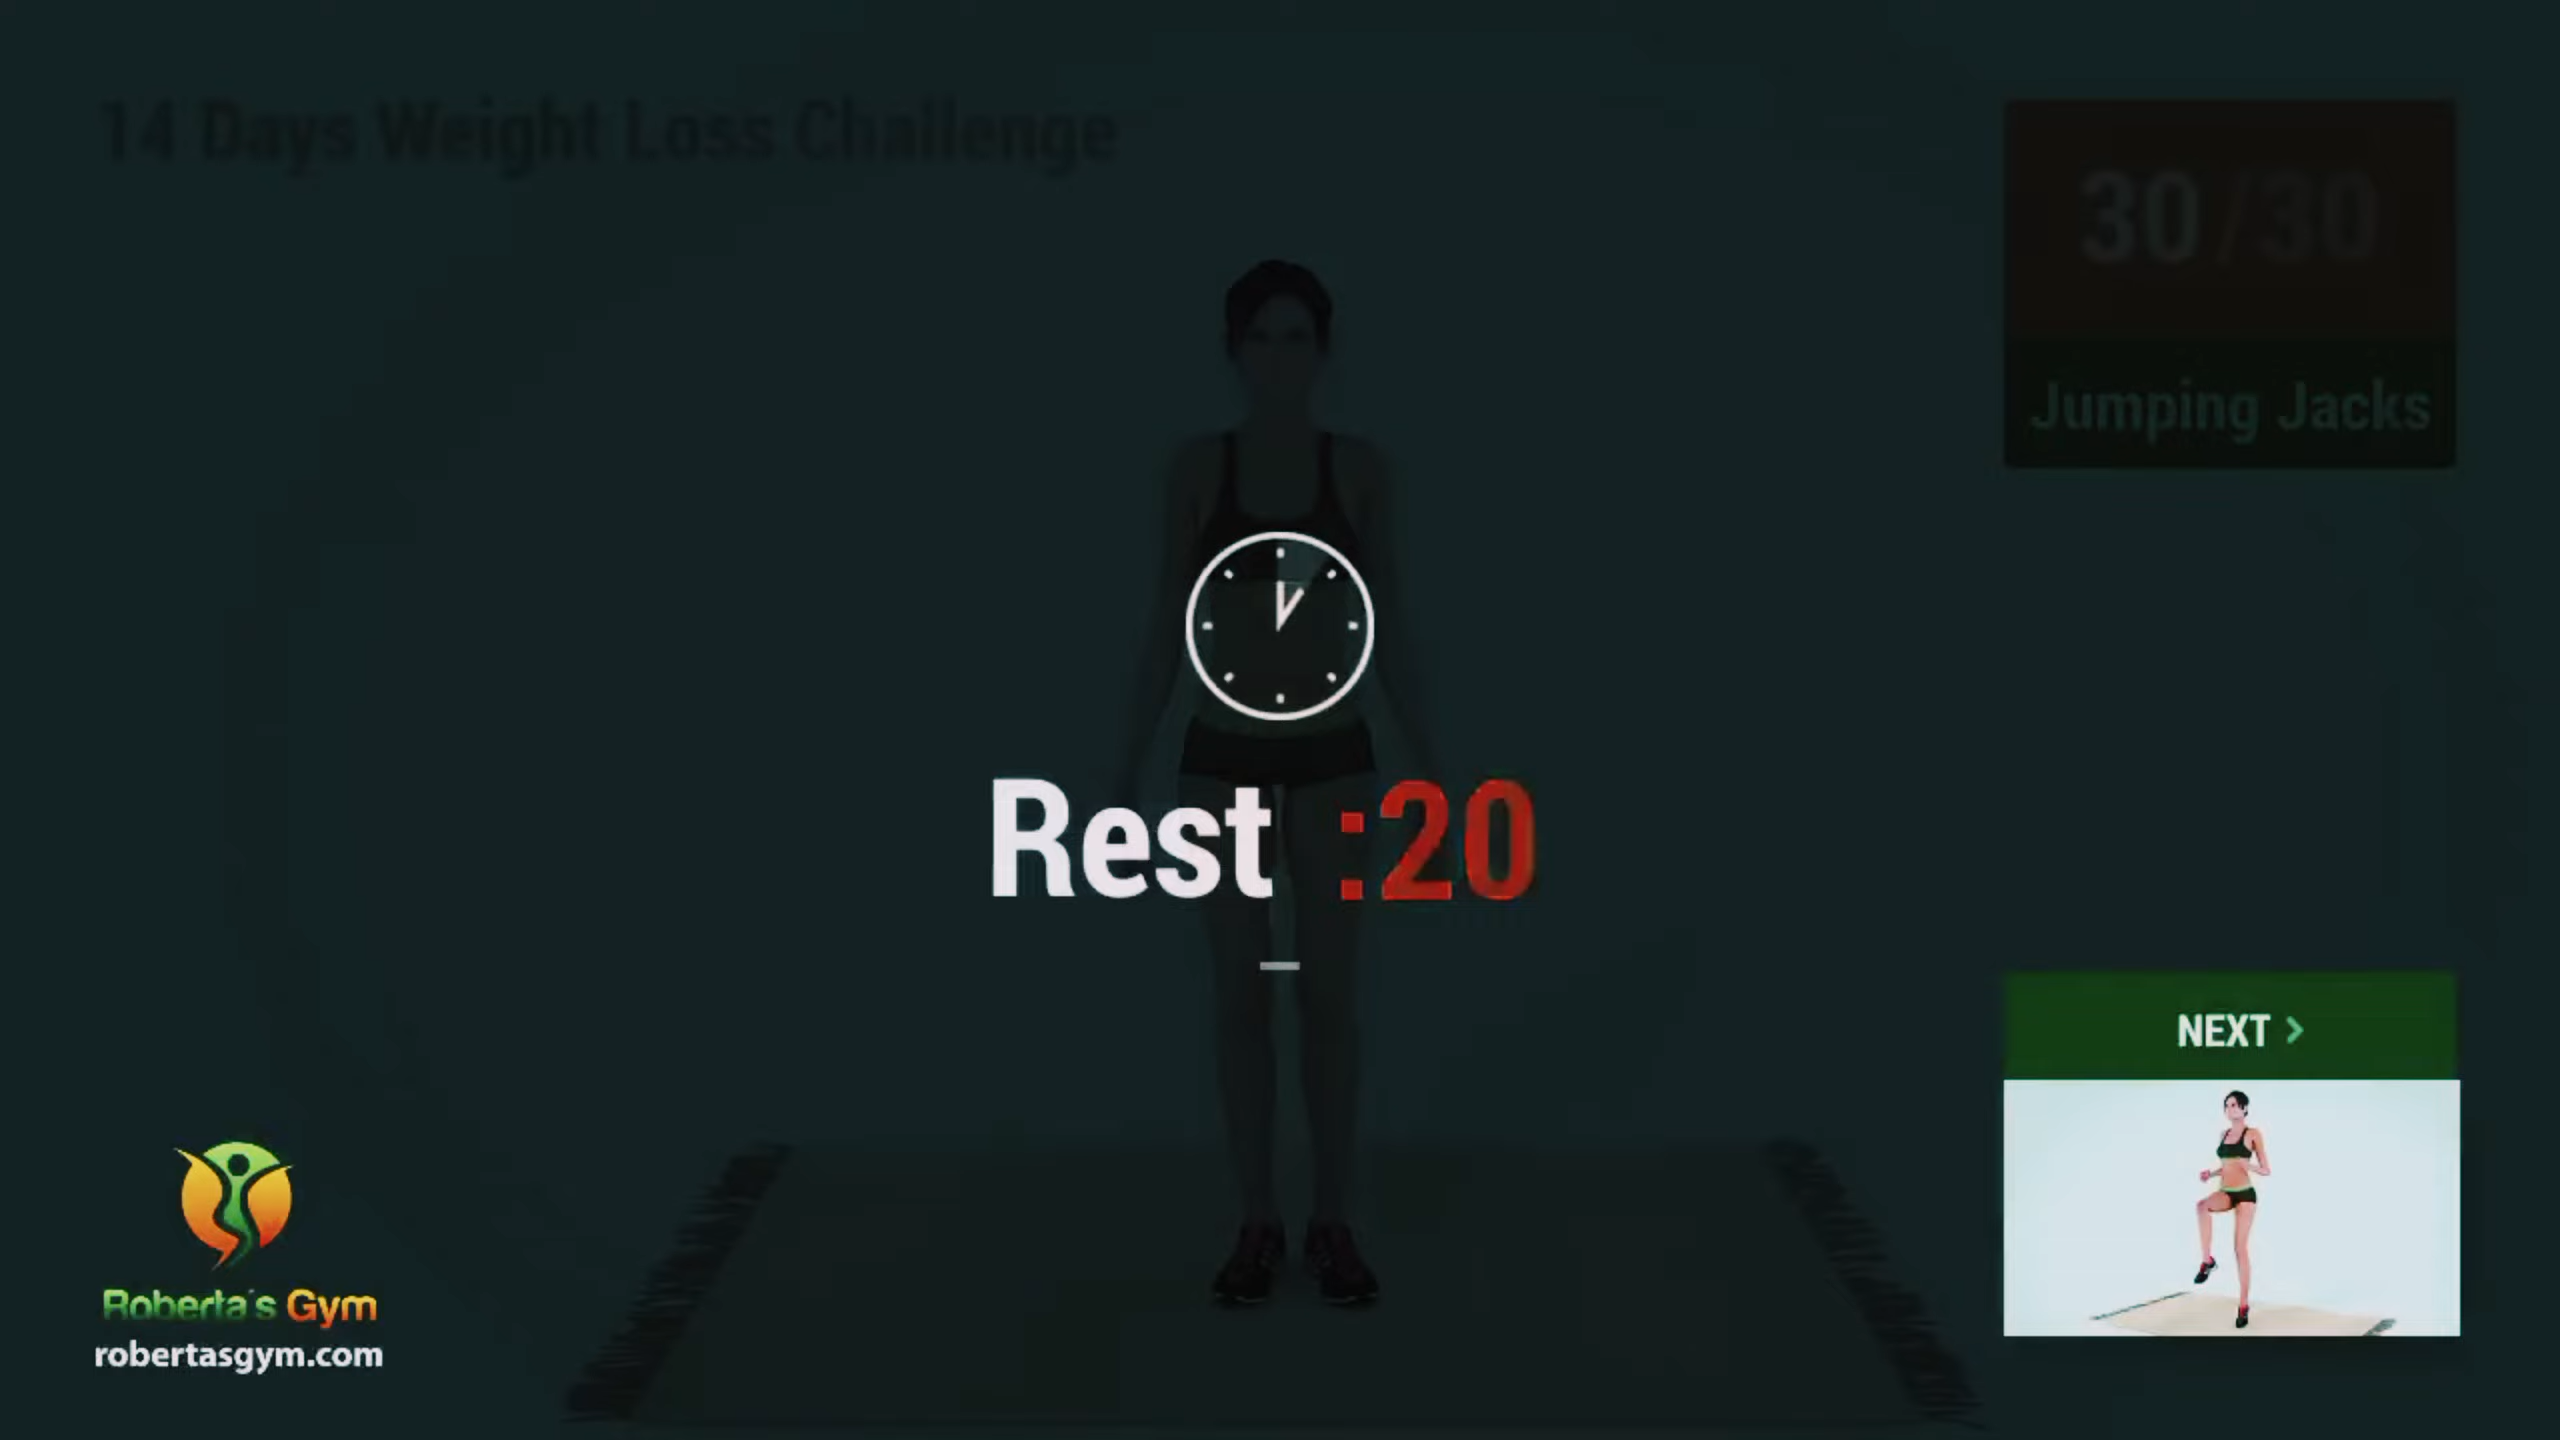 14 Days Weight Loss Challenge
30/30
Jumping Jacks
Rest :20
NEXT >
Roberta's Gym
robertasgym.com